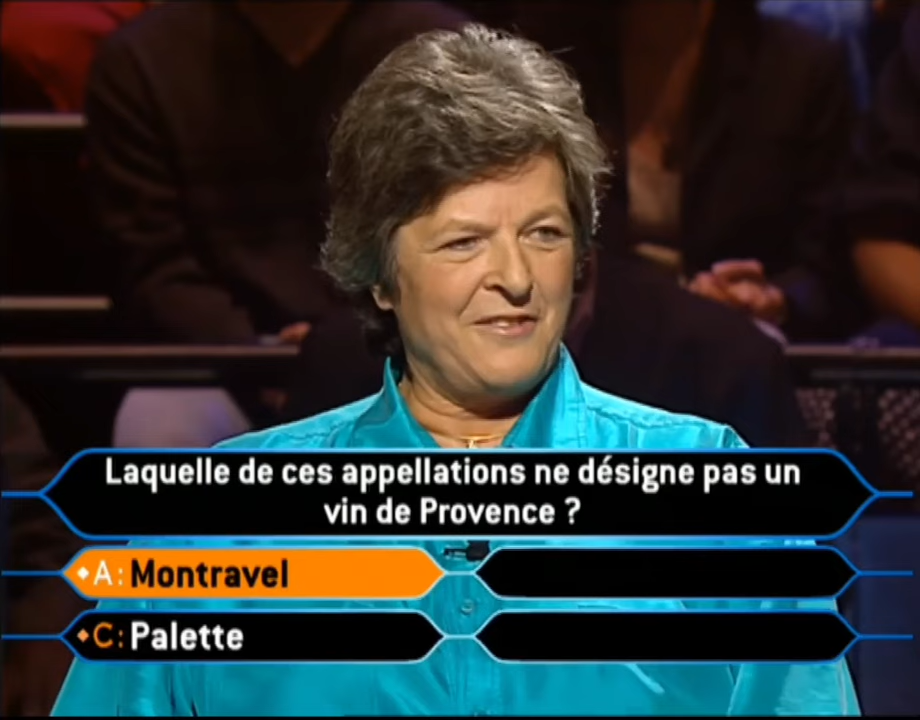 Laquelle de ces appellations ne désigne pas un
vin de Provence ?
A: Montravel
C: Palette